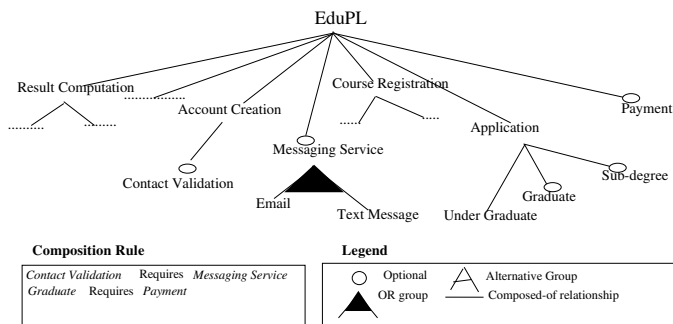 EduPL
Result Computation
Course Registration
Account Creation
Payment
Application
Messaging Service
Contact Validation
Sub-degree
Graduate
Email
Text Message
Under Graduate
Composition Rule
Contact Validation Requires Messaging Service
Graduate Requires Payment
Legend
Optional
Alternative Group
OR group
Composed-of relationship